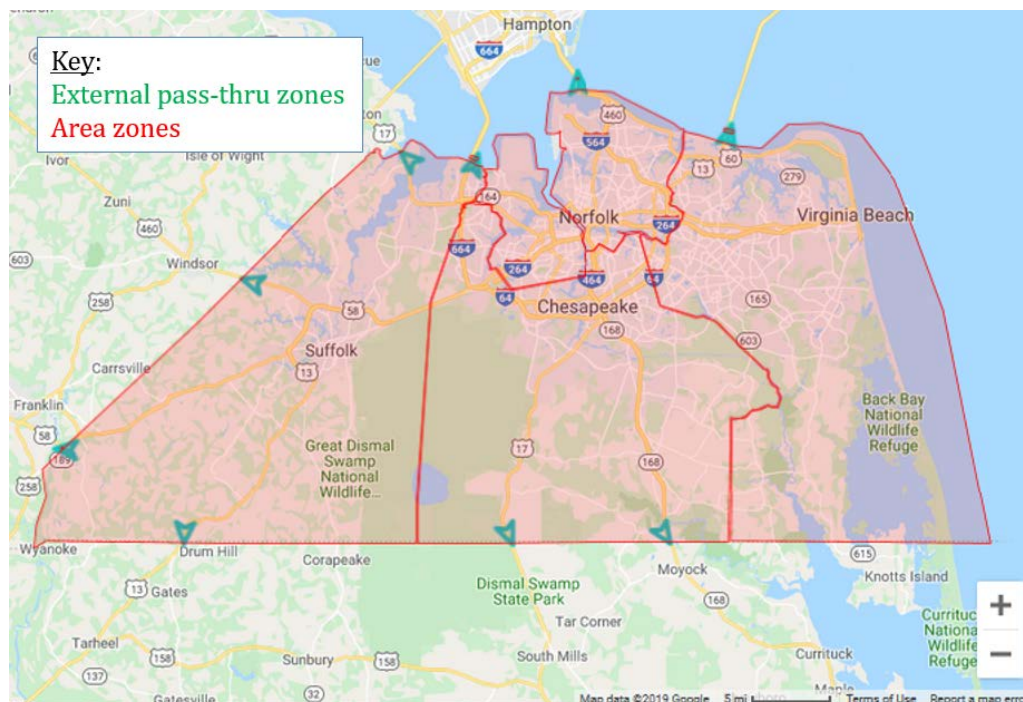 Key:
External pass-thru zones
Area zones
Hampton
664
17
460
564
13
60
279
Ivor
Isle of Wight
Zuni
460
164
Norfolk
264
Virginia Beach
603
Windsor
664
264
464
64
258
64
Chesapeake
165
58
168
603
Suffolk
13
Carrsville
Franklin
58
Back Bay
National
Wildlife
Refuge
189
Great Dismal
Swamp
National
Wildlife...
17
168
258
Wyanoke
Drum Hill
Corapeake
615
Moyock
Knotts Island
13
Gates
Dismal Swamp
State Park
168
Tar Corner
Tarheel
158
Sunbury
158
South Mills
Currituck
137
32
Gatesville
Map data ©2019 Google
5 mi
Terms of Use
Report a map erro